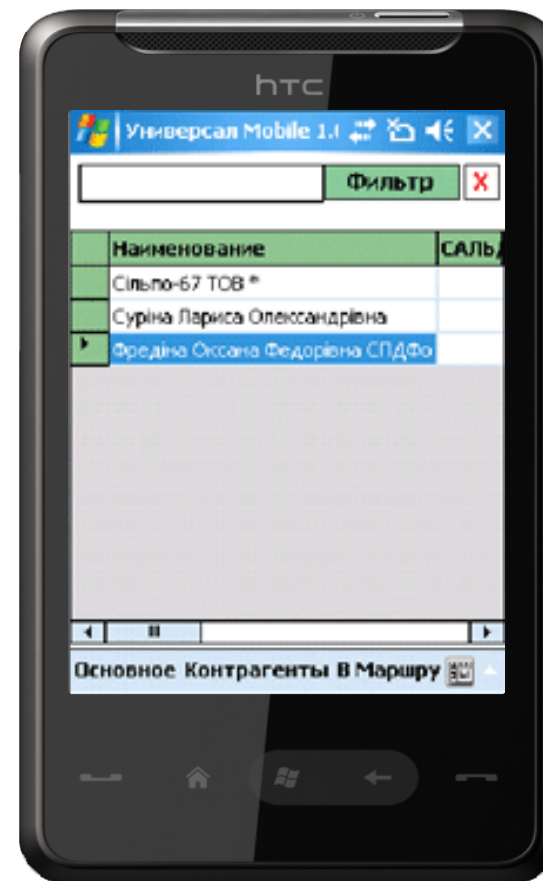 hTC
Универсал Mobile 1.
Фильтр X
Наименование САЛЬД
Сільпо-67 ТОВ *
Суріна Лариса Олександрівна
Фредіна Оксана Федорівна СПДФо
Основное Контрагенты В Маршру